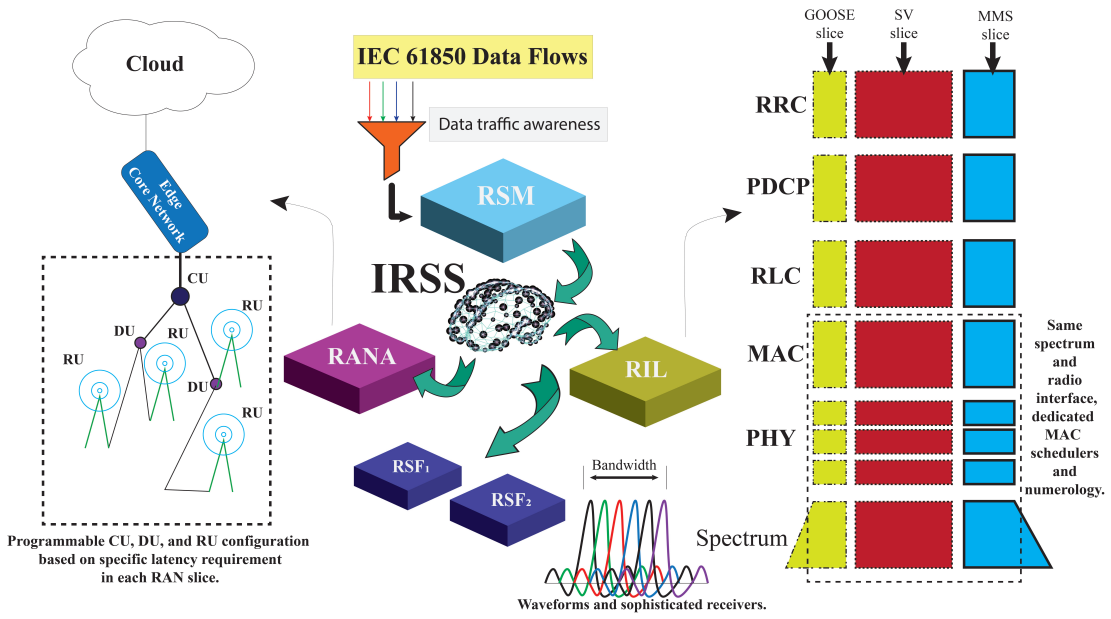 Cloud
Edge
Core Network
CU
RU
DU
RU
RU
DU
RU
Programmable CU, DU, and RU configuration
based on specific latency requirement
in each RAN slice.
IEC 61850 Data Flows
Data traffic awareness
RSM
IRSS
RANA
RIL
RSF₁
RSF₂
Bandwidth
Waveforms and sophisticated receivers.
GOOSE
slice
SV
slice
MMS
slice
RRC
PDCP
RLC
MAC
PHY
Spectrum
Same
spectrum
and
radio
interface,
dedicated
MAC
schedulers
and
numerology.